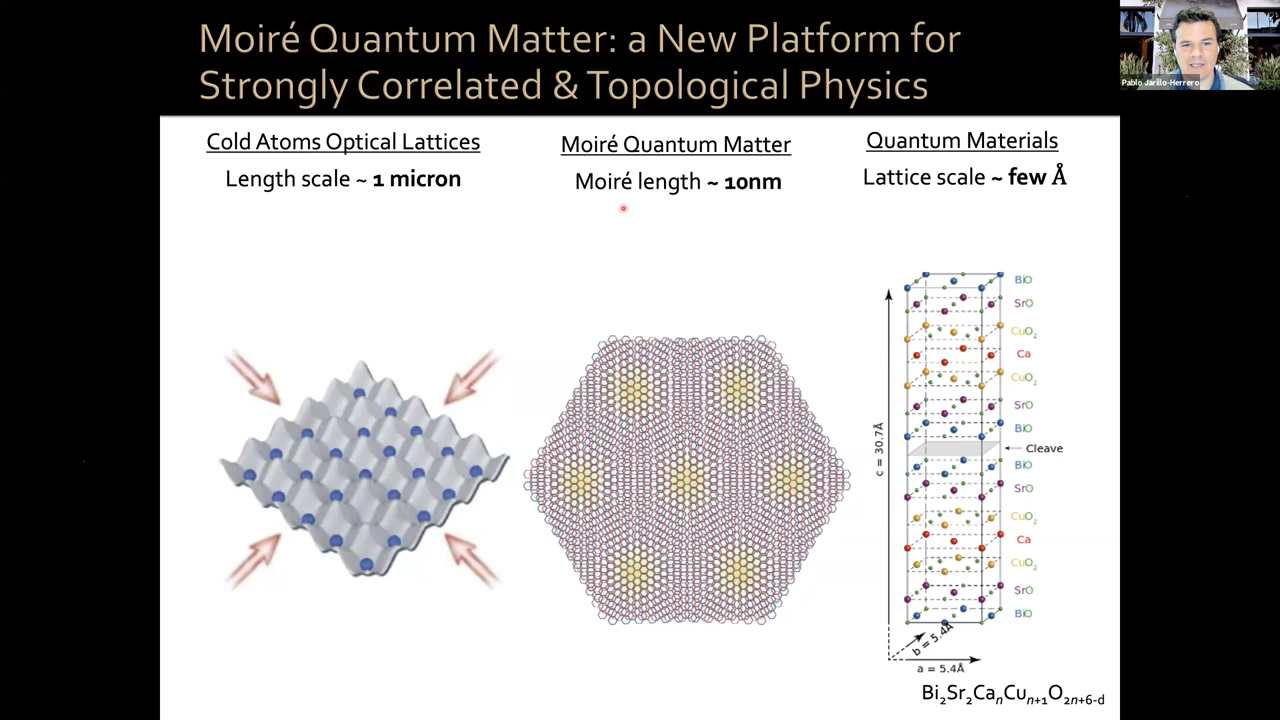 Moiré Quantum Matter: a New Platform for
Strongly Correlated & Topological Physics
Pablo Jarillo-Herrero
Cold Atoms Optical Lattices
Length scale ~ 1 micron
Moiré Quantum Matter
Moiré length ~ 10nm
Quantum Materials
Lattice scale ~ few Å
BiO
SrO
CuO₂
Ca
CuO₂
SrO
BiO
Cleave
BiO
SrO
CuO₂
Ca
CuO₂
SrO
BiO
c = 30.7Å
b = 5.4Å
a = 5.4Å
Bi₂Sr₂CaₙCuₙ₊₁O₂ₙ₊₆₋d